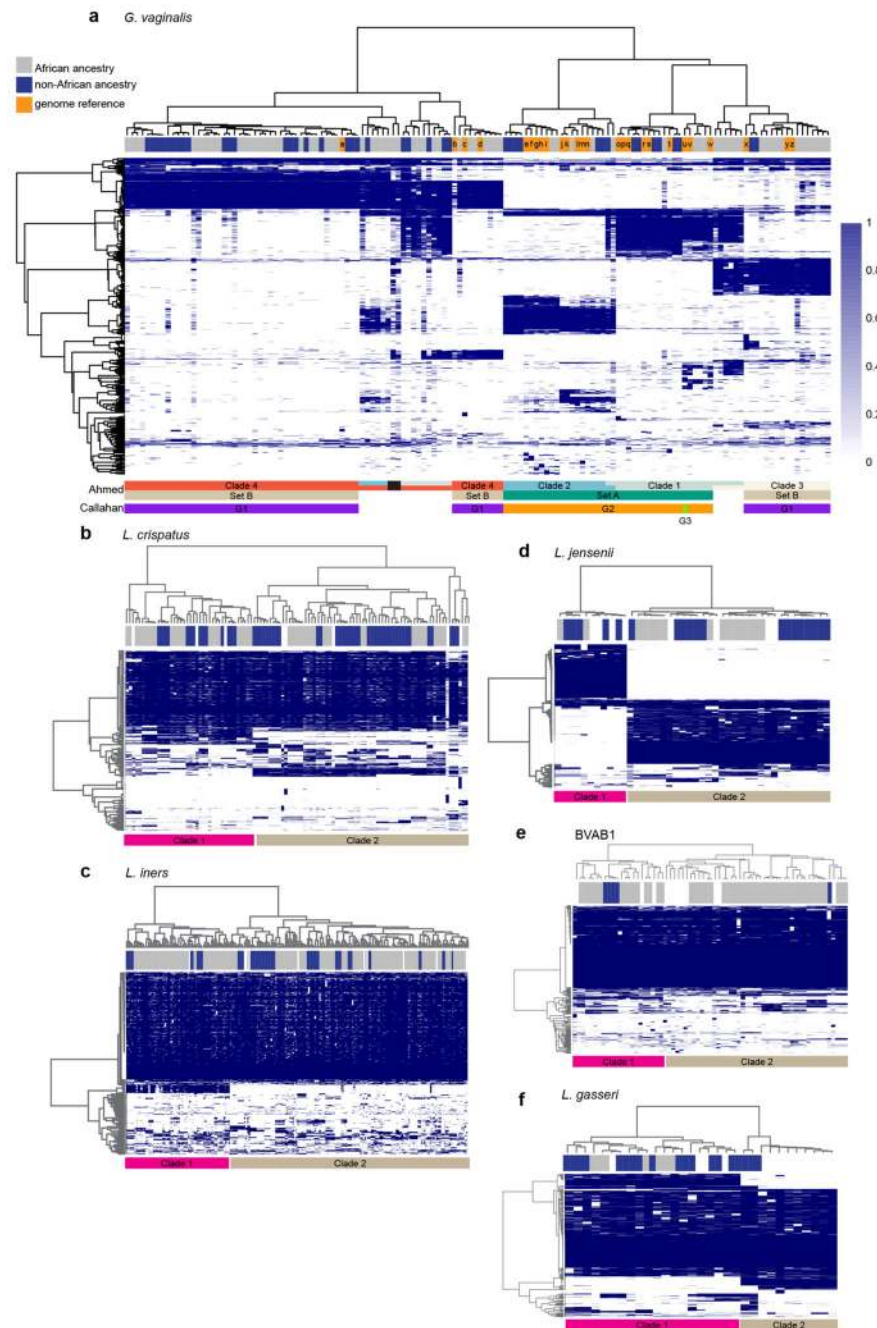 a G. vaginalis
African ancestry
non-African ancestry
genome reference
a b c d e f g h i j k l m n o p q r s t u v w x y z
1
0.8
0.6
0.4
0.2
0
Ahmed
Clade 4 Clade 4 Clade 2 Clade 1 Clade 3
Set B Set B Set A Set B
Callahan
G1 G1 G2 G1
G3
b L. crispatus
Clade 1 Clade 2
c L. iners
Clade 1 Clade 2
d L. jensenii
Clade 1 Clade 2
e BVAB1
Clade 1 Clade 2
f L. gasseri
Clade 1 Clade 2